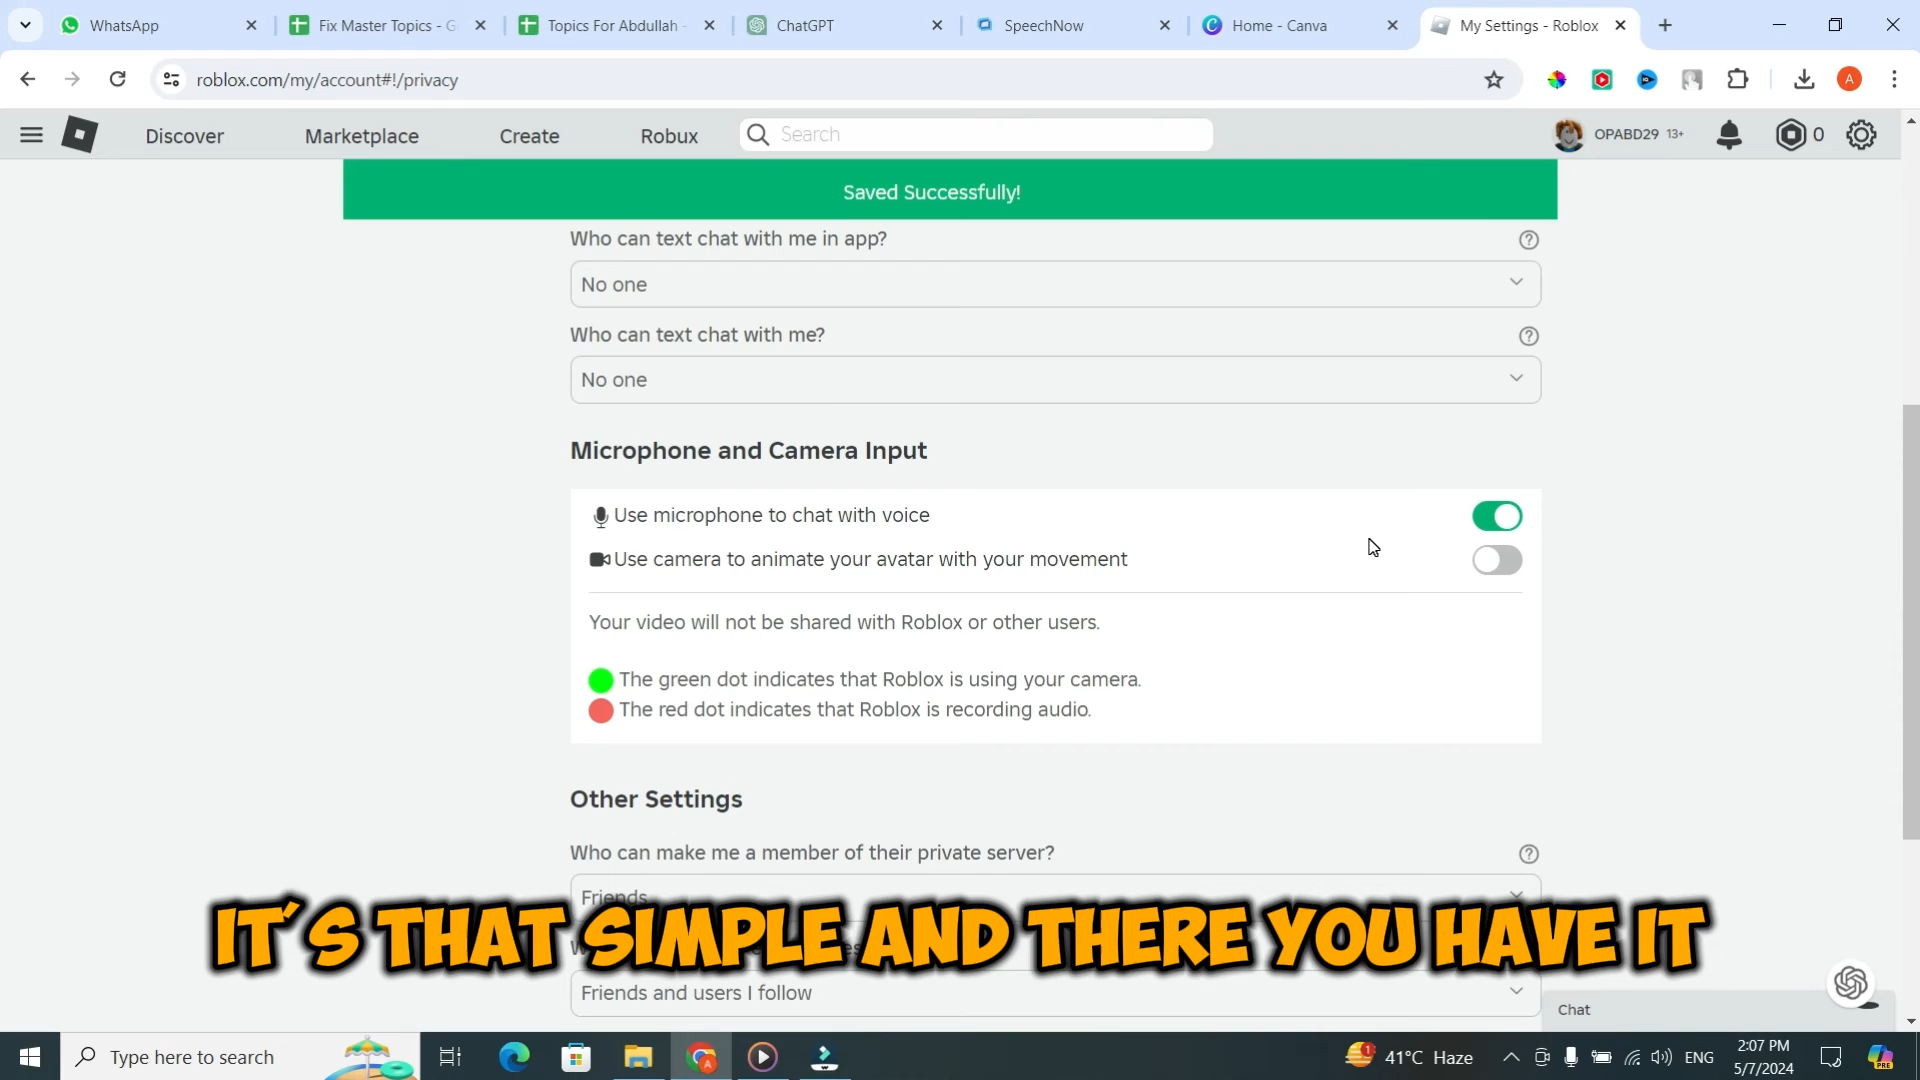 WhatsApp
Fix Master Topics - G
Topics For Abdullah -
ChatGPT
SpeechNow
Home - Canva
My Settings - Roblox
roblox.com/my/account#!/privacy
A
Discover
Marketplace
Create
Robux
Search
OPABD29 13+
0
Saved Successfully!
Who can text chat with me in app?
No one
Who can text chat with me?
No one
Microphone and Camera Input
Use microphone to chat with voice
Use camera to animate your avatar with your movement
Your video will not be shared with Roblox or other users.
The green dot indicates that Roblox is using your camera.
The red dot indicates that Roblox is recording audio.
Other Settings
Who can make me a member of their private server?
Friends
IT'S THAT SIMPLE AND THERE YOU HAVE IT
Friends and users I follow
Chat
Type here to search
1
41°C Haze
ENG
2:07 PM
5/7/2024
PRE